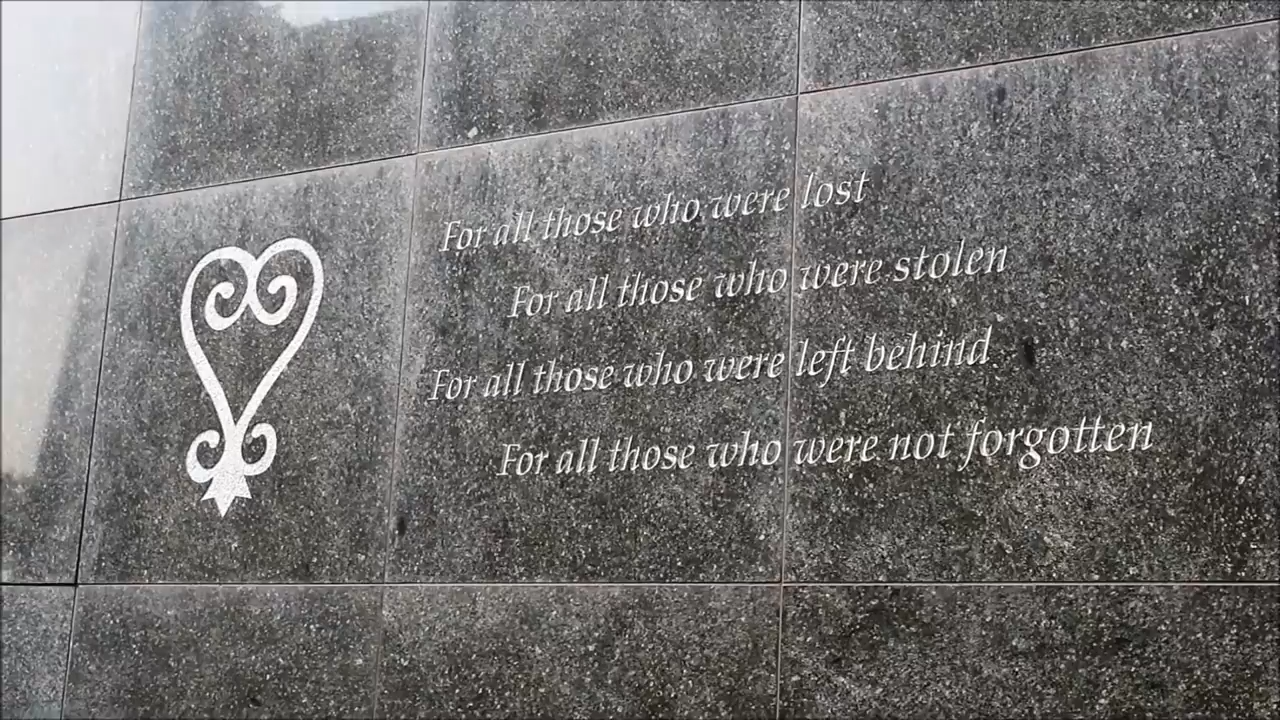 For all those who were lost
For all those who were stolen
For all those who were left behind
For all those who were not forgotten